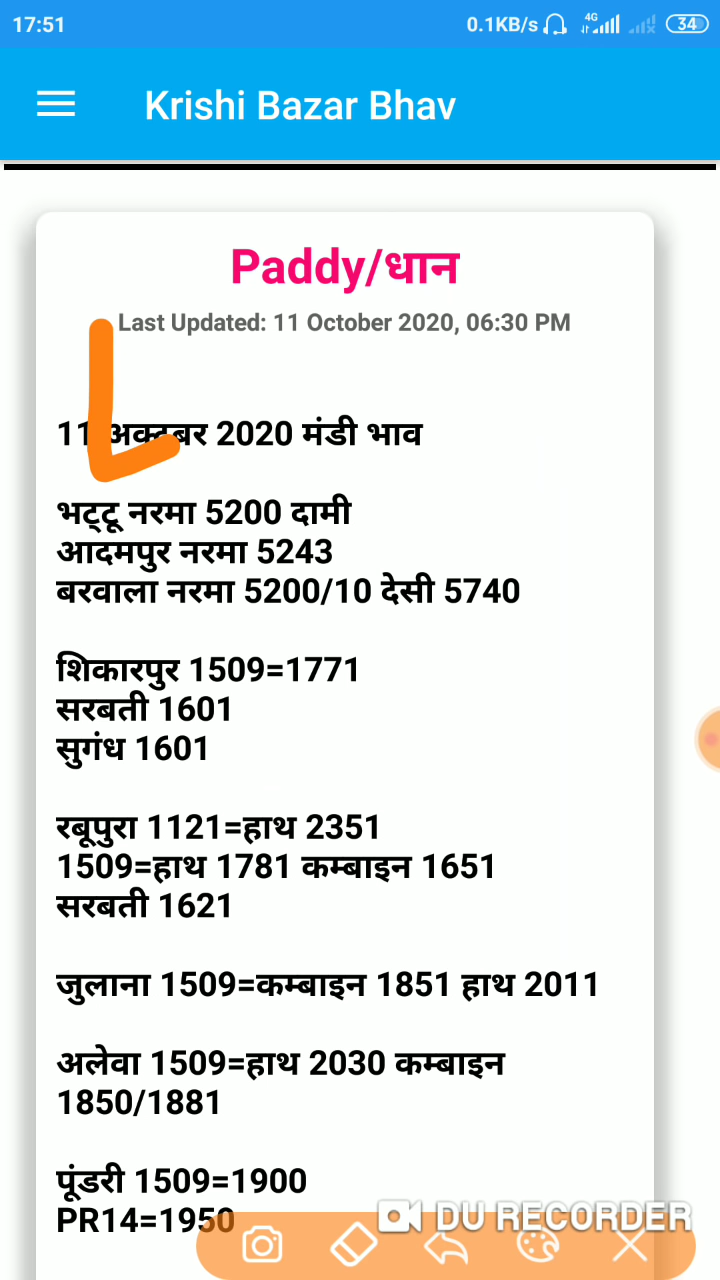 17:51 0.1KB/s 4G 34
Krishi Bazar Bhav
Paddy/धान
Last Updated: 11 October 2020, 06:30 PM
11 अक्टूबर 2020 मंडी भाव
भट्टू नरमा 5200 दामी
आदमपुर नरमा 5243
बरवाला नरमा 5200/10 देसी 5740
शिकारपुर 1509=1771
सरबती 1601
सुगंध 1601
रबूपुरा 1121=हाथ 2351
1509=हाथ 1781 कम्बाइन 1651
सरबती 1621
जुलाना 1509=कम्बाइन 1851 हाथ 2011
अलेवा 1509=हाथ 2030 कम्बाइन
1850/1881
पूंडरी 1509=1900
PR14=1950
DU RECORDER